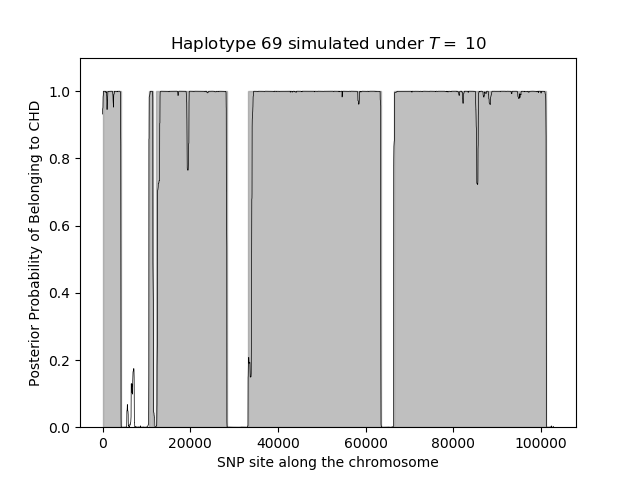 Haplotype 69 simulated under T = 10
Posterior Probability of Belonging to CHD
1.0
0.8
0.6
0.4
0.2
0.0
0 20000 40000 60000 80000 100000
SNP site along the chromosome